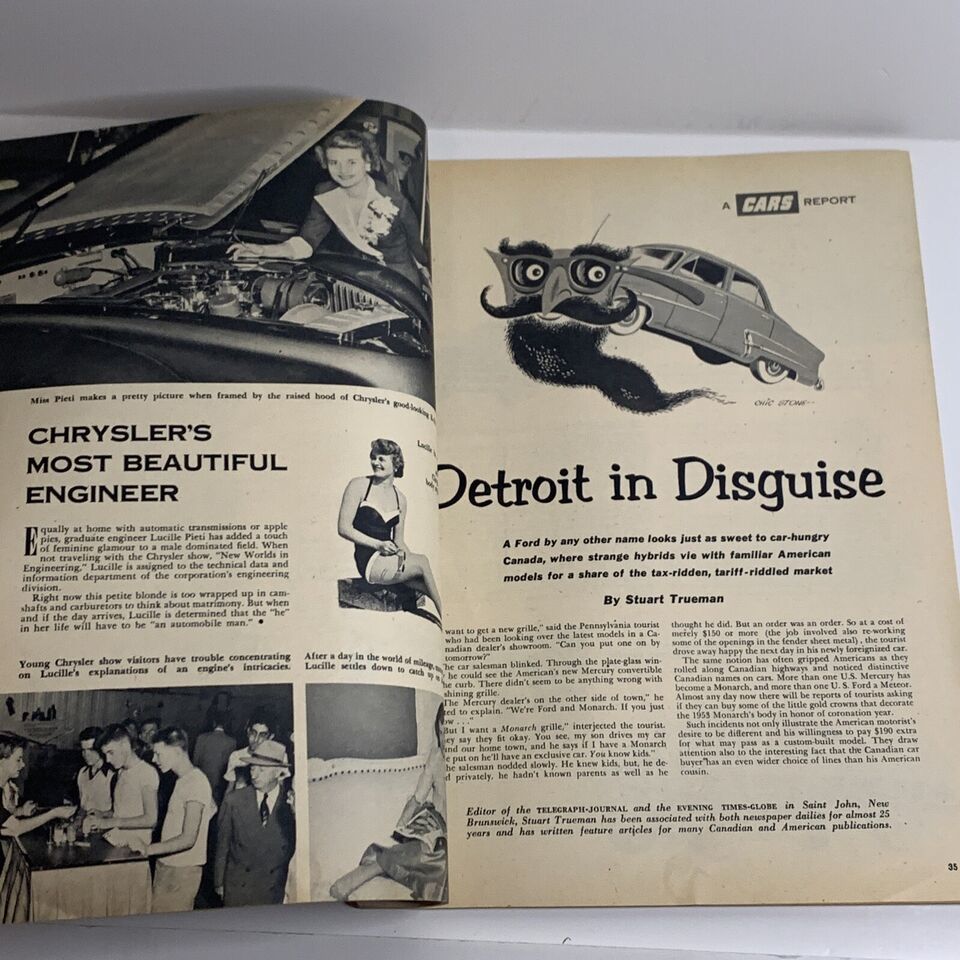 Miss Pieti makes a pretty picture when framed by the raised hood of Chrysler's good-looking
CHRYSLER'S
MOST BEAUTIFUL
ENGINEER
Equally at home with automatic transmissions or apple
pies, graduate engineer Lucille Pieti has added a touch
of feminine glamour to a male dominated field. When
not traveling with the Chrysler show, "New Worlds in
Engineering," Lucille is assigned to the technical data and
information department of the corporation's engineering
division.
Right now this petite blonde is too wrapped up in cam-
shafts and carburetors to think about matrimony. But when
and if the day arrives, Lucille is determined that the "he"
in her life will have to be "an automobile man." •
Lucille
Young Chrysler show visitors have trouble concentrating
on Lucille's explanations of an engine's intricacies.
After a day in the world of mileage,
Lucille settles down to catch up
A CARS REPORT
CHIC STONE--
Detroit in Disguise
A Ford by any other name looks just as sweet to car-hungry
Canada, where strange hybrids vie with familiar American
models for a share of the tax-ridden, tariff-riddled market
By Stuart Trueman
want to get a new grille," said the Pennsylvania tourist
who had been looking over the latest models in a Ca-
nadian dealer's showroom. "Can you put one on by
tomorrow?"
The car salesman blinked. Through the plate-glass win-
he could see the American's new Mercury convertible
the curb. There didn't seem to be anything wrong with
shining grille.
The Mercury dealer's on the other side of town," he
to explain. "We're Ford and Monarch. If you just
. . ."
But I want a Monarch grille," interjected the tourist.
they say they fit okay. You see, my son drives my car
and our home town, and he says if I have a Monarch
put on he'll have an exclusive car. You know kids."
The salesman nodded slowly. He knew kids, but, he de-
privately, he hadn't known parents as well as he
thought he did. But an order was an order. So at a cost of
merely $150 or more (the job involved also re-working
some of the openings in the fender sheet metal), the tourist
drove away happy the next day in his newly foreignized car.
The same notion has often gripped Americans as they
rolled along Canadian highways and noticed distinctive
Canadian names on cars. More than one U.S. Mercury has
become a Monarch, and more than one U. S. Ford a Meteor.
Almost any day now there will be reports of tourists asking
if they can buy some of the little gold crowns that decorate
the 1953 Monarch's body in honor of coronation year.
Such incidents not only illustrate the American motorist's
desire to be different and his willingness to pay $190 extra
for what may pass as a custom-built model. They draw
attention also to the interesting fact that the Canadian car
buyer has an even wider choice of lines than his American
cousin.
Editor of the TELEGRAPH-JOURNAL and the EVENING TIMES-GLOBE in Saint John, New
Brunswick, Stuart Trueman has been associated with both newspaper dailies for almost 25
years and has written feature articles for many Canadian and American publications.
35